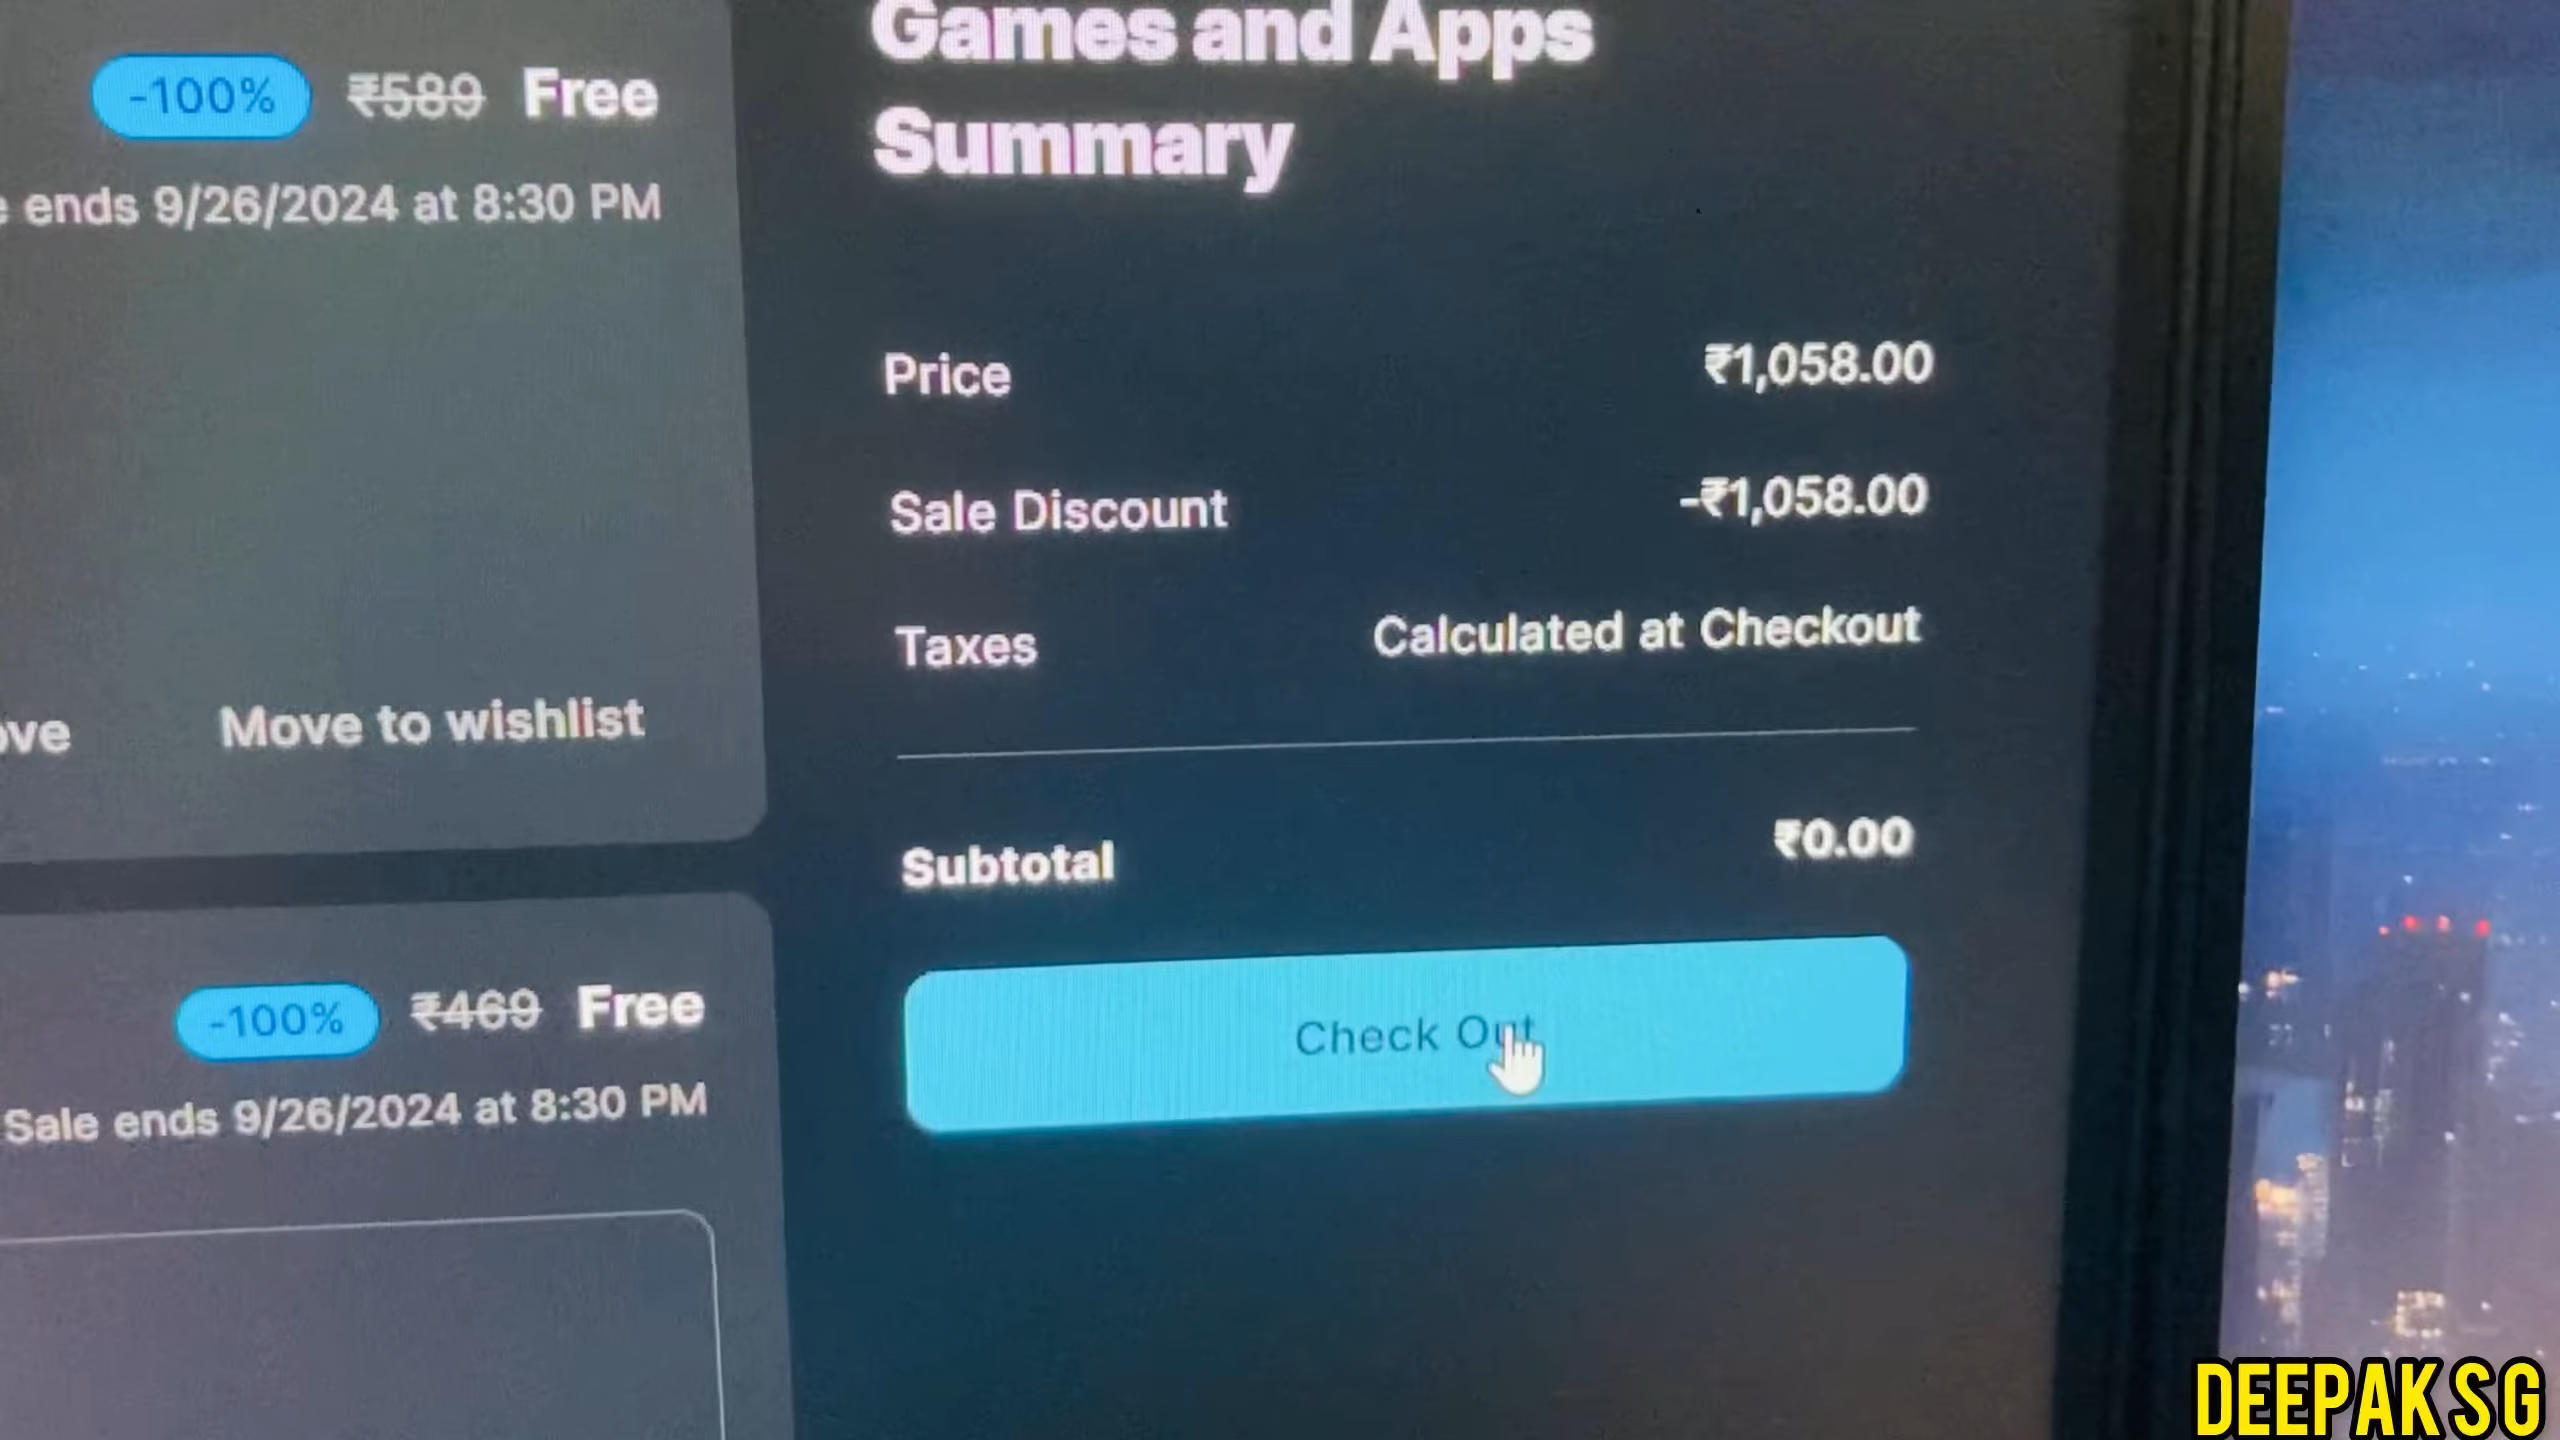 -100% ₹589 Free
ends 9/26/2024 at 8:30 PM
Move to wishlist
-100% ₹469 Free
Sale ends 9/26/2024 at 8:30 PM
Games and Apps
Summary
Price ₹1,058.00
Sale Discount -₹1,058.00
Taxes Calculated at Checkout
Subtotal ₹0.00
Check Out
DEEPAK SG